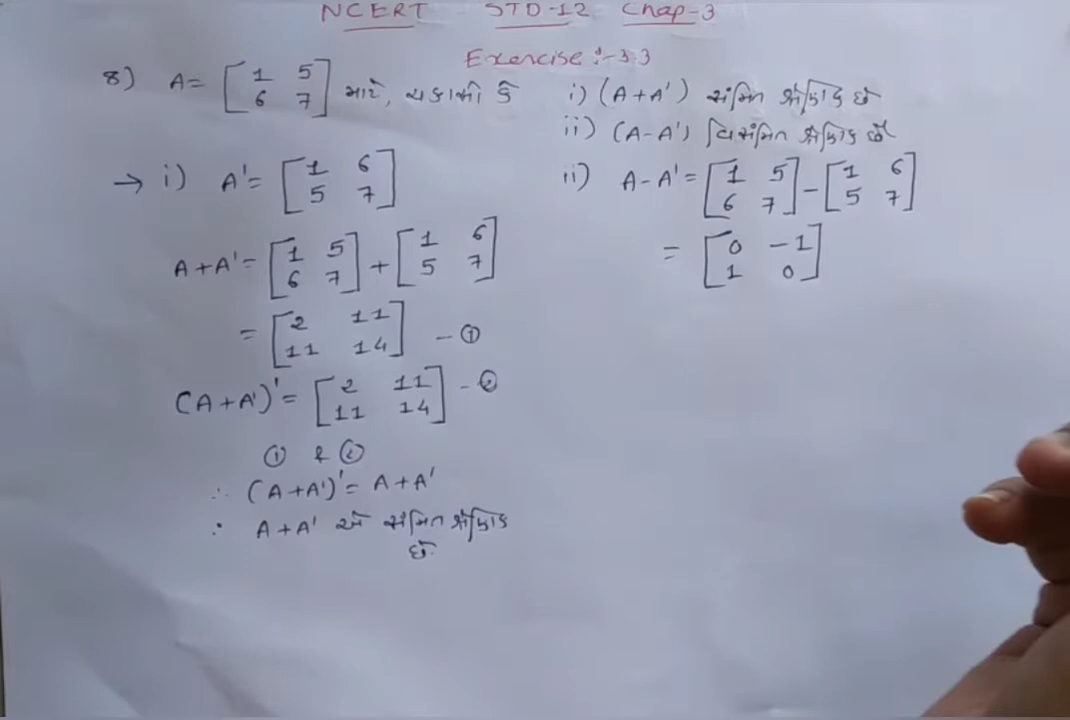 NCERT STD-12 Chap-3
Exercise :- 3.3
8) A = [1 5
6 7] માટે, ચકાસો કે
i) (A+A') સંમિત શ્રેણિક છે
ii) (A-A') વિસંમિત શ્રેણિક છે
→ i) A' = [1 6
5 7]
A+A' = [1 5
6 7] + [1 6
5 7]
= [2 11
11 14] - ①
(A+A')' = [2 11
11 14] - ②
① & ②
∴ (A+A')' = A+A'
∴ A+A' એ સંમિત શ્રેણિક
છે.
ii) A-A' = [1 5
6 7] - [1 6
5 7]
= [0 -1
1 0]